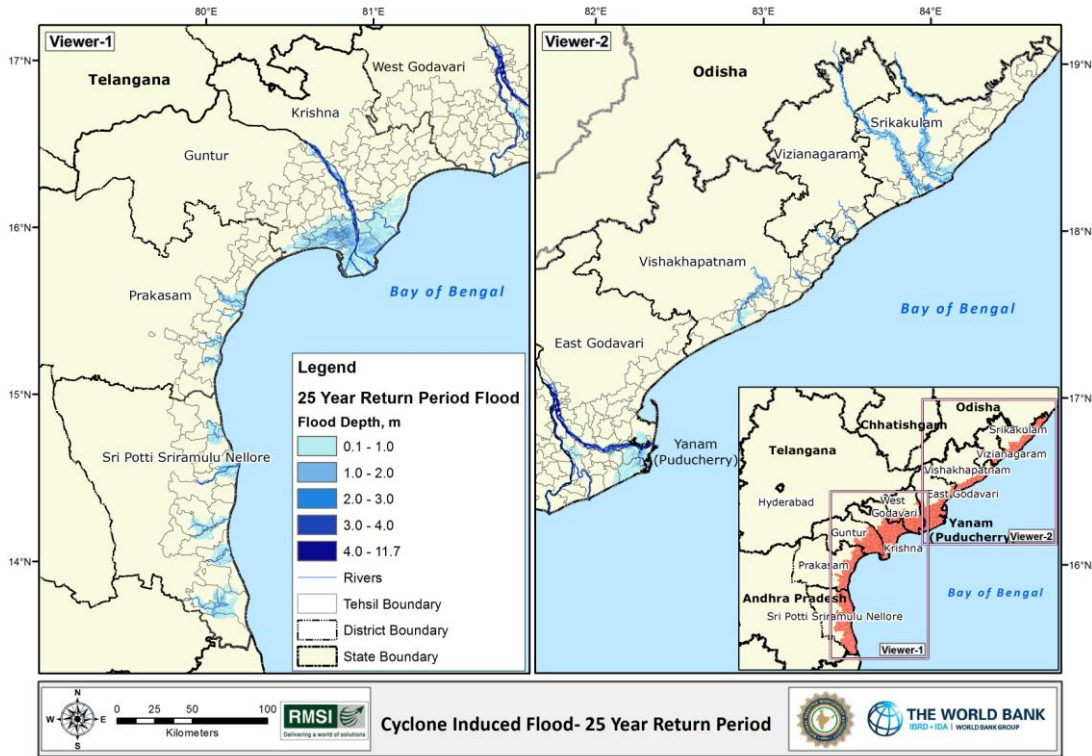 80°E
81°E
Viewer-1
17°N
Telangana
West Godavari
Krishna
Guntur
16°N
Prakasam
Bay of Bengal
15°N
Sri Potti Sriramulu Nellore
14°N
Legend
25 Year Return Period Flood
Flood Depth, m
0.1 - 1.0
1.0 - 2.0
2.0 - 3.0
3.0 - 4.0
4.0 - 11.7
Rivers
Tehsil Boundary
District Boundary
State Boundary
82°E
83°E
84°E
Viewer-2
Odisha
19°N
Srikakulam
Vizianagaram
18°N
Vishakhapatnam
Bay of Bengal
East Godavari
17°N
Yanam
(Puducherry)
Odisha
Chhatishgarh
Srikakulam
Telangana
Vizianagaram
Vishakhapatnam
East Godavari
Hyderabad
West
Godavari
Yanam
(Puducherry)
Viewer-2
Guntur
Krishna
Prakasam
16°N
Andhra Pradesh
Bay of Bengal
Sri Potti Sriramulu Nellore
Viewer-1
N
W
E
S
0 25 50 100
Kilometers
RMSI
Delivering a world of solutions
Cyclone Induced Flood- 25 Year Return Period
THE WORLD BANK
IBRD • IDA | WORLD BANK GROUP